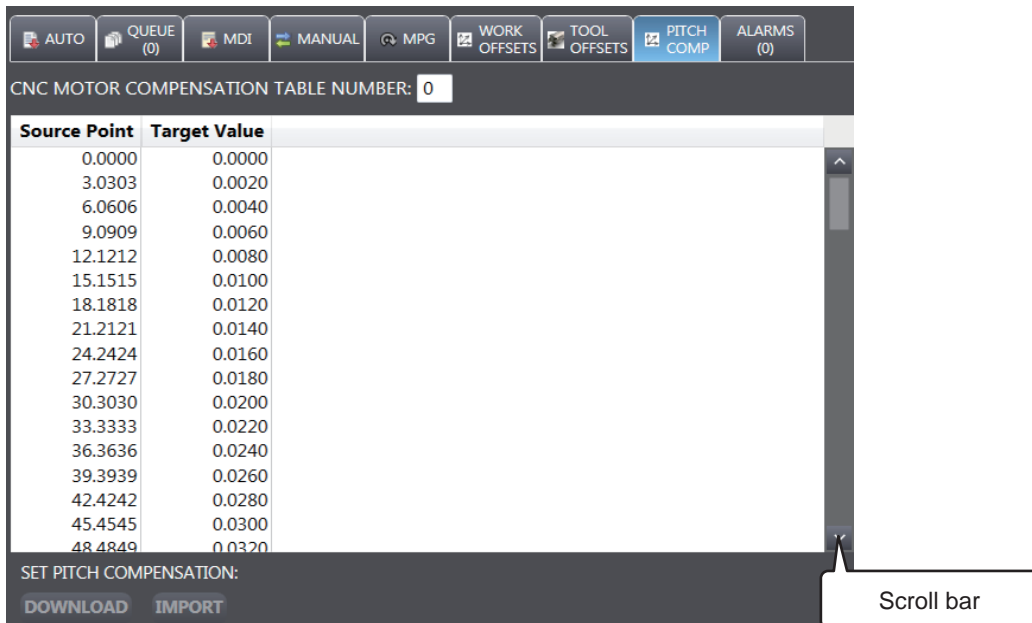 AUTO QUEUE (0) MDI MANUAL MPG WORK OFFSETS TOOL OFFSETS PITCH COMP ALARMS (0)
CNC MOTOR COMPENSATION TABLE NUMBER: 0
Source Point Target Value
0.0000 0.0000
3.0303 0.0020
6.0606 0.0040
9.0909 0.0060
12.1212 0.0080
15.1515 0.0100
18.1818 0.0120
21.2121 0.0140
24.2424 0.0160
27.2727 0.0180
30.3030 0.0200
33.3333 0.0220
36.3636 0.0240
39.3939 0.0260
42.4242 0.0280
45.4545 0.0300
48.4849 0.0320
SET PITCH COMPENSATION:
DOWNLOAD IMPORT
Scroll bar